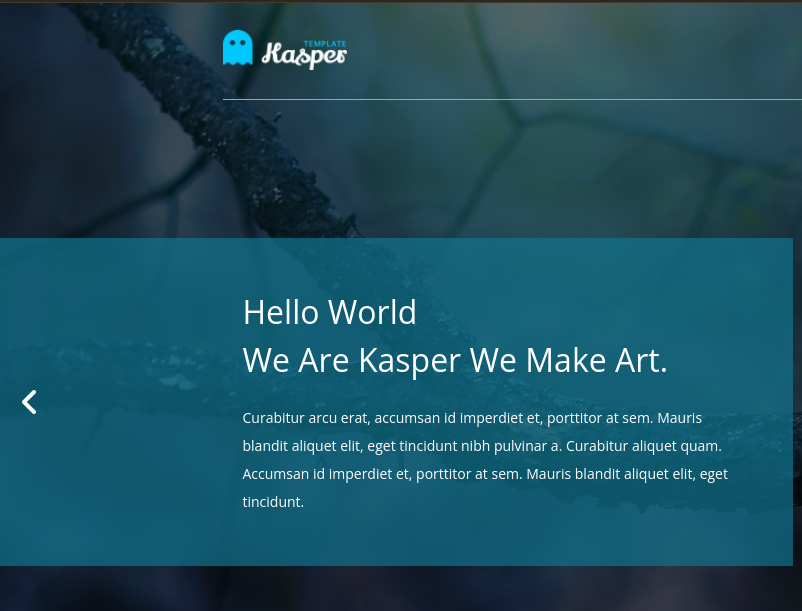 TEMPLATE
Kasper
Hello World
We Are Kasper We Make Art.
Curabitur arcu erat, accumsan id imperdiet et, porttitor at sem. Mauris
blandit aliquet elit, eget tincidunt nibh pulvinar a. Curabitur aliquet quam.
Accumsan id imperdiet et, porttitor at sem. Mauris blandit aliquet elit, eget
tincidunt.